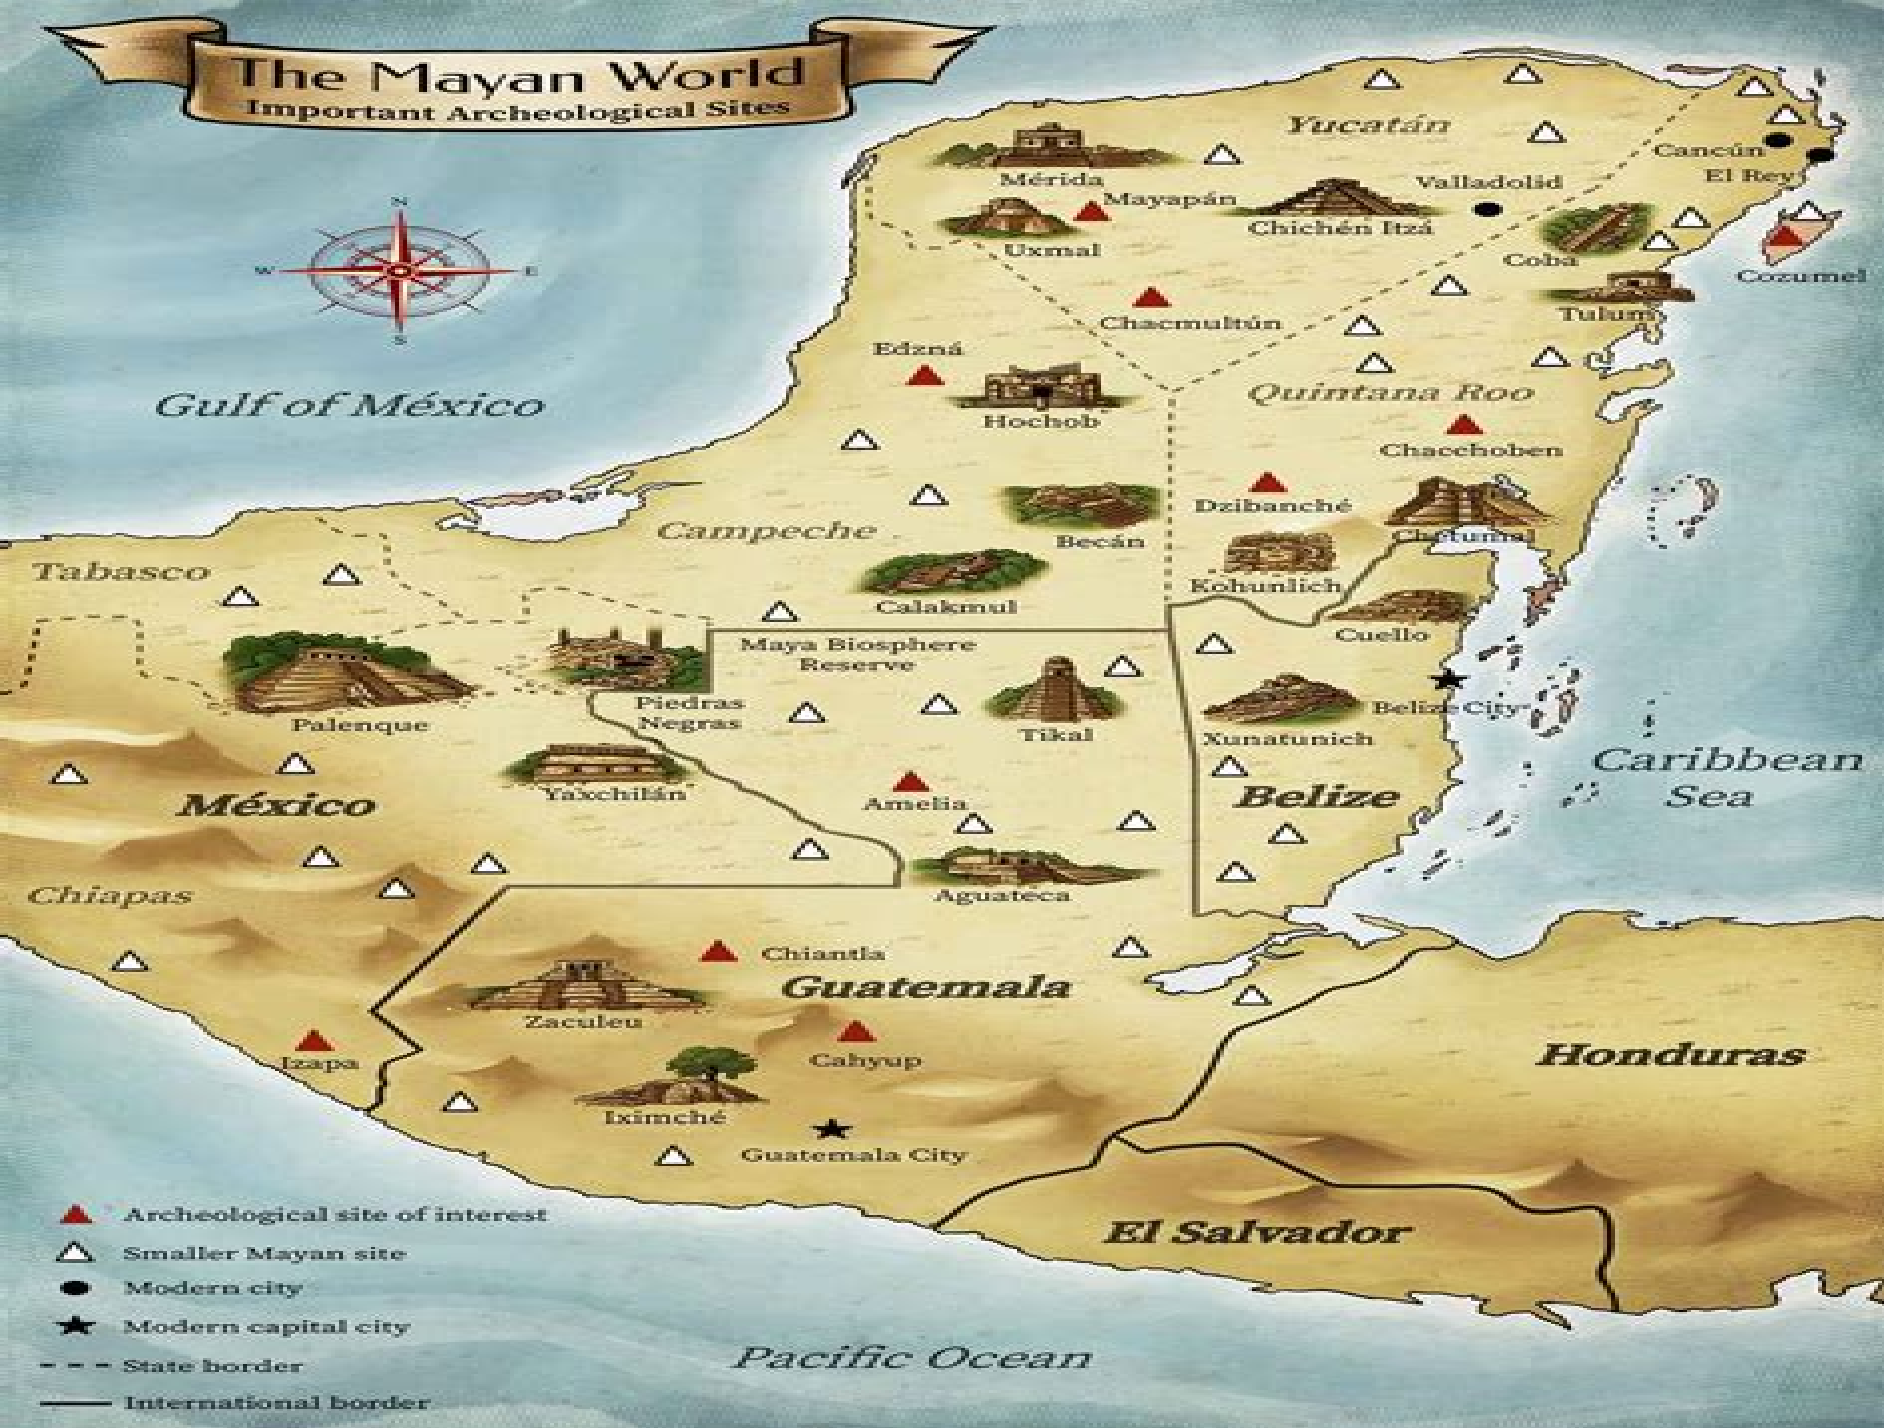 The Mayan World
Important Archeological Sites
N
W
E
S
Gulf of México
Yucatán
Mérida
Mayapán
Uxmal
Valladolid
Chichén Itzá
Cancún
El Rey
Coba
Cozumel
Tulum
Chacmultún
Edzná
Hochob
Quintana Roo
Chacchoben
Dzibanché
Campeche
Becán
Chetumal
Kohunlich
Calakmul
Cuello
Tabasco
Maya Biosphere
Reserve
Piedras
Negras
Palenque
Tikal
Belize City
Xunatunich
Caribbean
Sea
Yaxchilán
México
Amelia
Belize
Chiapas
Aguateca
Chiantla
Guatemala
Zaculeu
Izapa
Cahyup
Honduras
Iximché
Guatemala City
El Salvador
Archeological site of interest
Smaller Mayan site
Modern city
Modern capital city
State border
International border
Pacific Ocean